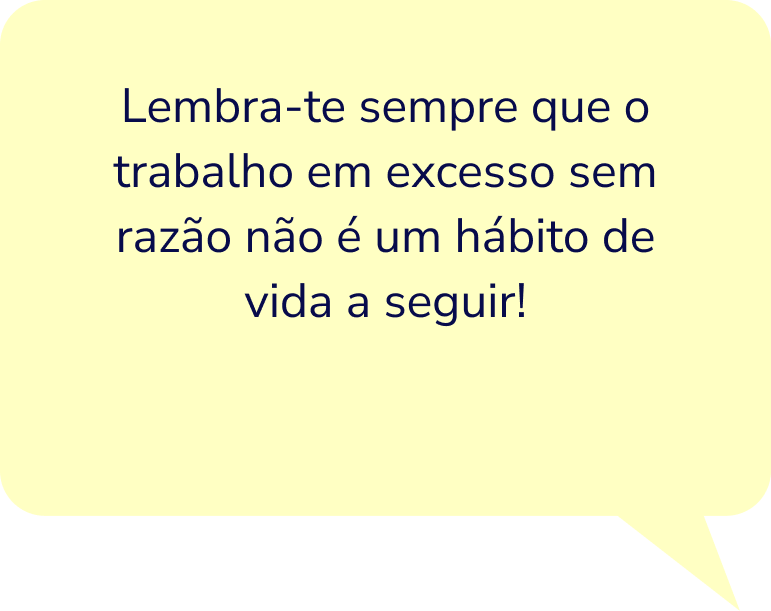 Lembra-te sempre que o
trabalho em excesso sem
razão não é um hábito de
vida a seguir!